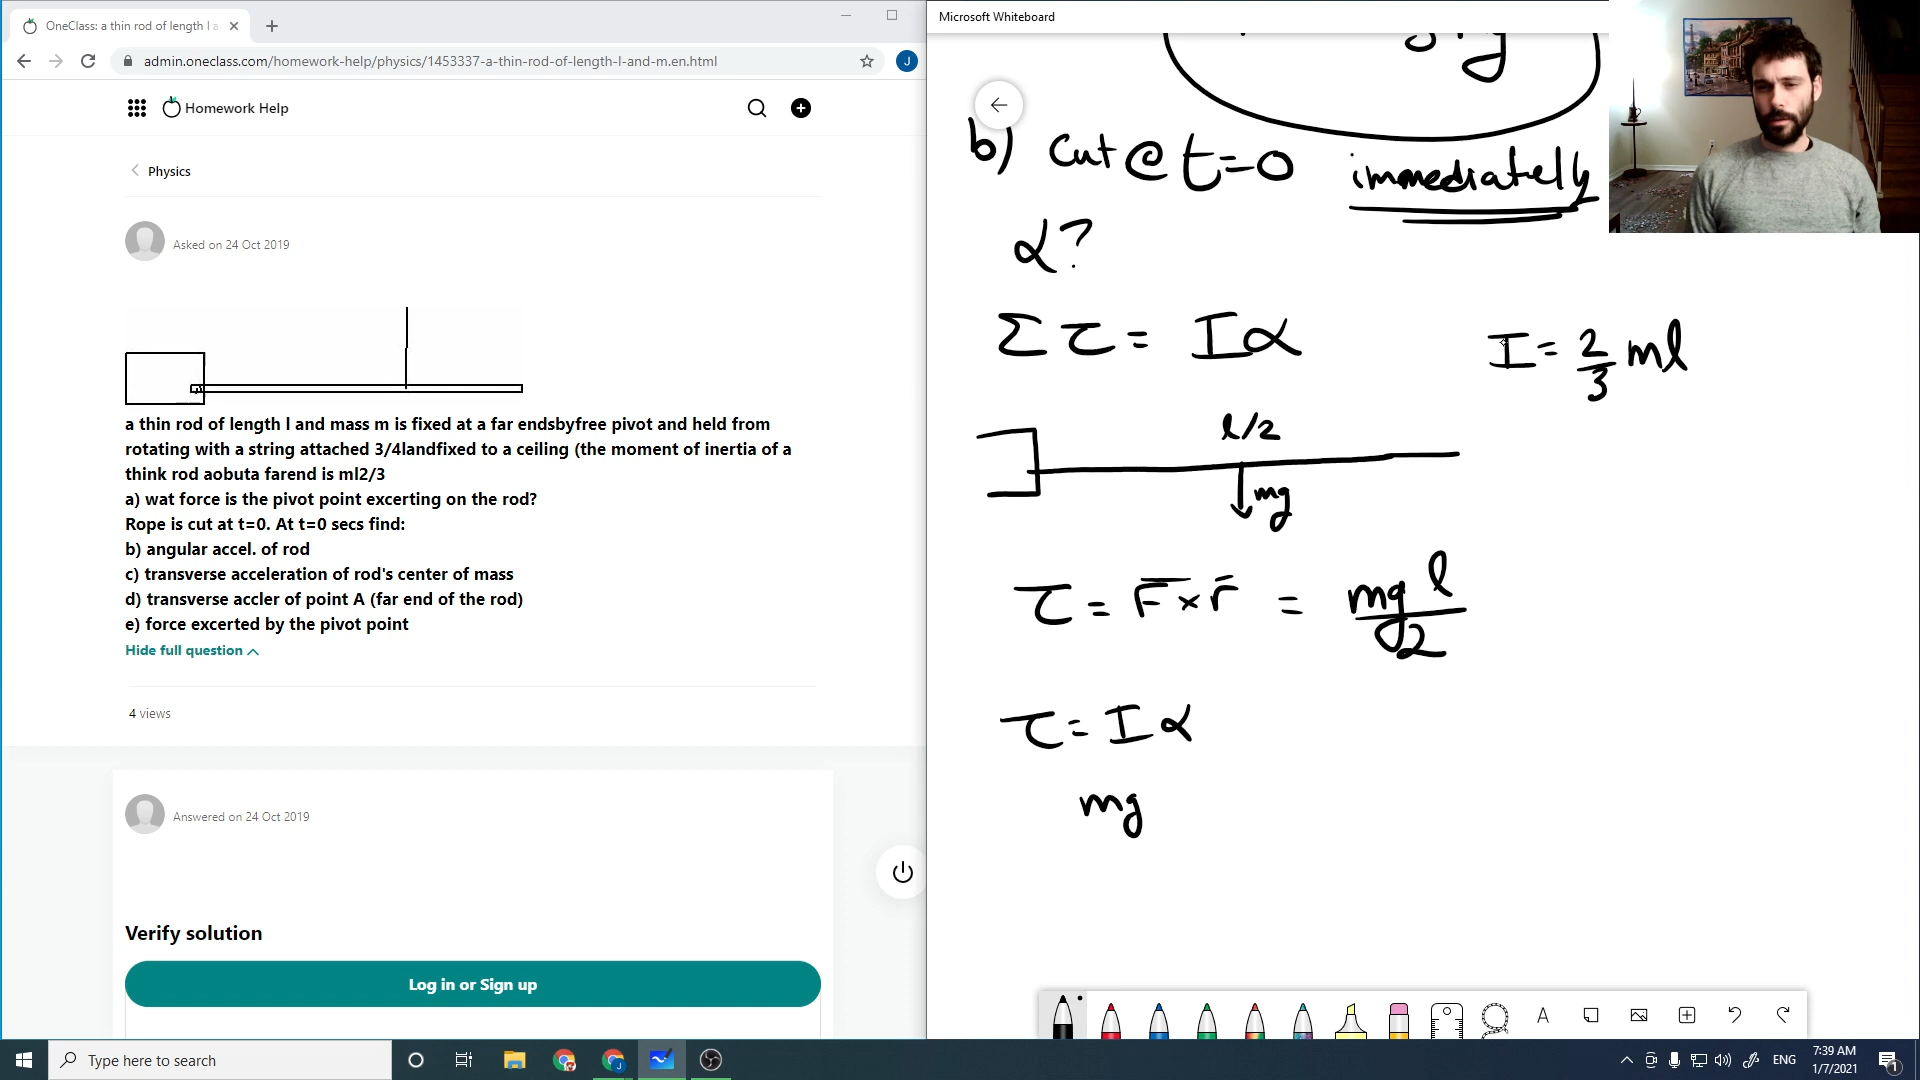 OneClass: a thin rod of length l a
admin.oneclass.com/homework-help/physics/1453337-a-thin-rod-of-length-l-and-m.en.html
J
Homework Help
Physics
Asked on 24 Oct 2019
a thin rod of length l and mass m is fixed at a far endsbyfree pivot and held from
rotating with a string attached 3/4landfixed to a ceiling (the moment of inertia of a
think rod aobuta farend is ml2/3
a) wat force is the pivot point excerting on the rod?
Rope is cut at t=0. At t=0 secs find:
b) angular accel. of rod
c) transverse acceleration of rod's center of mass
d) transverse accler of point A (far end of the rod)
e) force excerted by the pivot point
Hide full question
4 views
Answered on 24 Oct 2019
Verify solution
Log in or Sign up
Microsoft Whiteboard
b) Cut @ t=0 immediately
α?
Σ τ = Iα
I = 2/3 ml
l/2
mg
τ = F̄ × r̄ = mg l/2
τ = I α
mg
A
Type here to search
J
ENG
7:39 AM
1/7/2021
1